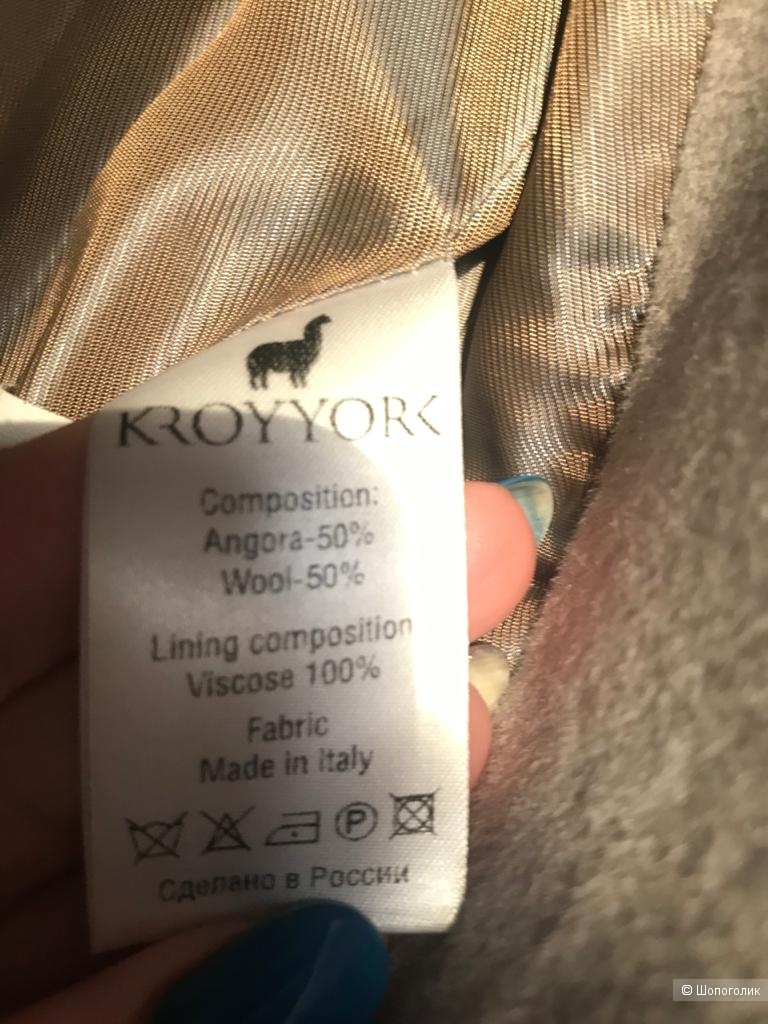 KROYYORK
Composition:
Angora-50%
Wool-50%
Lining composition
Viscose 100%
Fabric
Made in Italy
P
Сделано в России
© Шопоголик